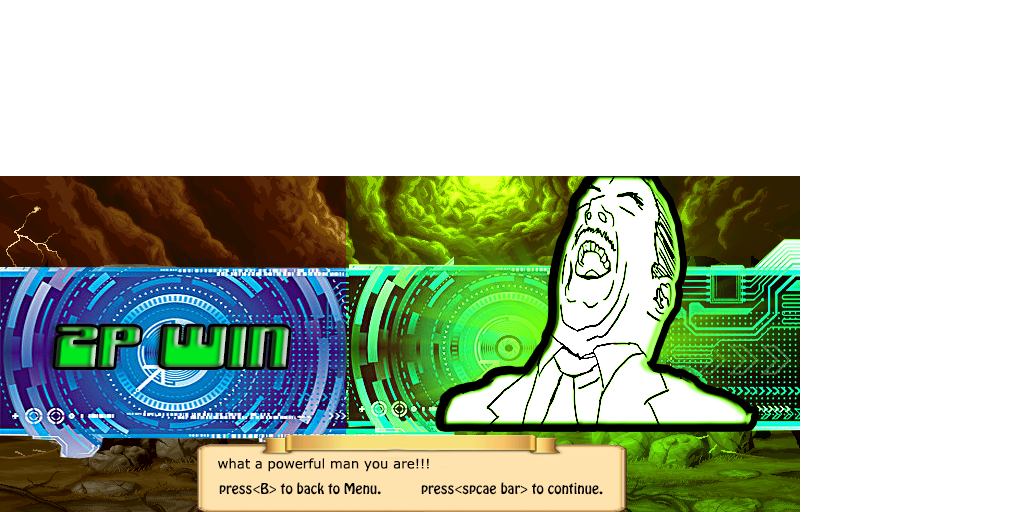 2P WIN
what a powerful man you are!!!
press<B> to back to Menu. press<spcae bar> to continue.